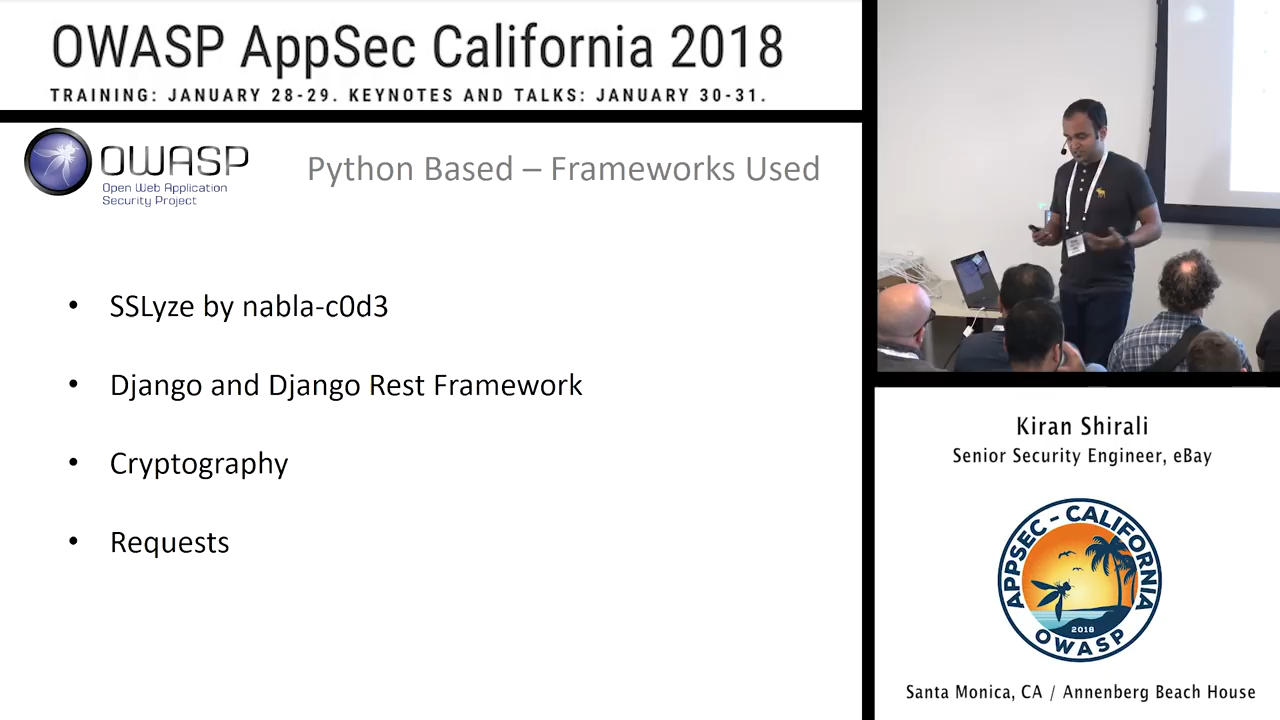 OWASP AppSec California 2018
TRAINING: JANUARY 28-29. KEYNOTES AND TALKS: JANUARY 30-31.
OWASP
Open Web Application
Security Project
Python Based – Frameworks Used
• SSLyze by nabla-c0d3
• Django and Django Rest Framework
• Cryptography
• Requests
Kiran Shirali
Senior Security Engineer, eBay
APPSEC - CALIFORNIA
2018
OWASP
Santa Monica, CA / Annenberg Beach House